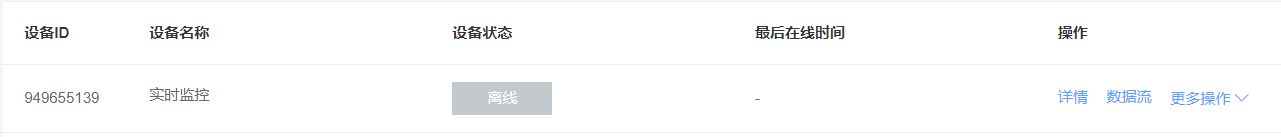 设备ID 设备名称 设备状态 最后在线时间 操作
949655139 实时监控 离线 - 详情 数据流 更多操作